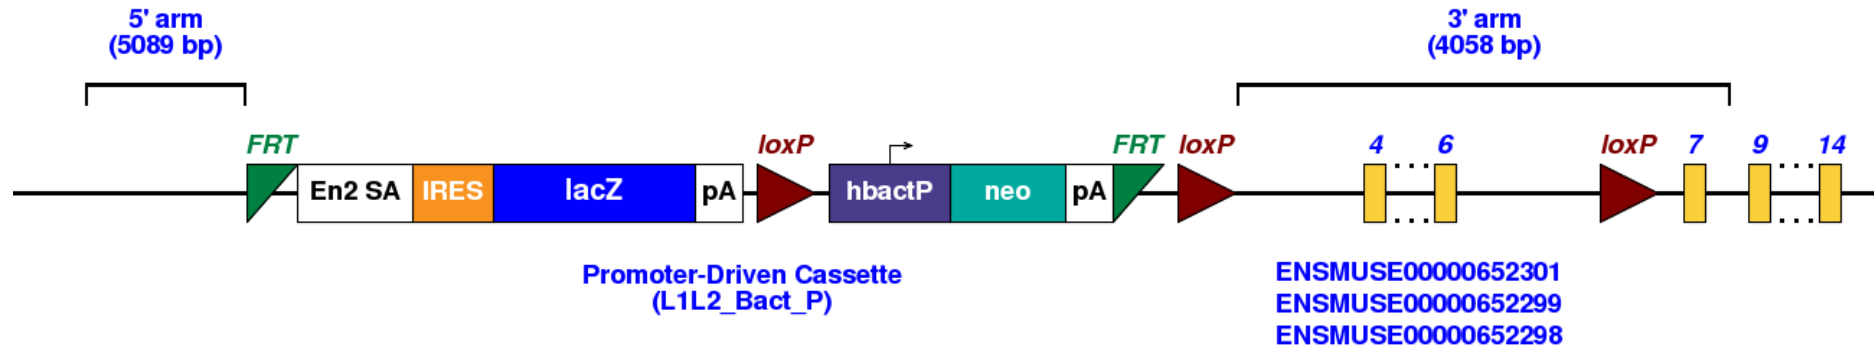 5' arm
(5089 bp)
3' arm
(4058 bp)
FRT
loxP
FRT
loxP
4
6
loxP
7
9
14
En2 SA
IRES
lacZ
pA
hbactP
neo
pA
Promoter-Driven Cassette
(L1L2_Bact_P)
ENSMUSE00000652301
ENSMUSE00000652299
ENSMUSE00000652298